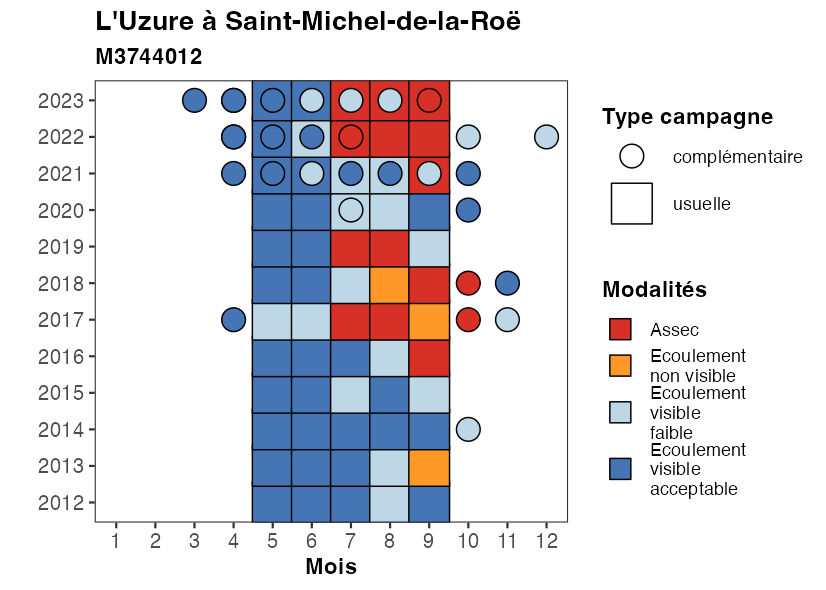 L'Uzure à Saint-Michel-de-la-Roë
M3744012
2023
2022
2021
2020
2019
2018
2017
2016
2015
2014
2013
2012
1 2 3 4 5 6 7 8 9 10 11 12
Mois
Type campagne
complémentaire
usuelle
Modalités
Assec
Ecoulement
non visible
Ecoulement
visible
faible
Ecoulement
visible
acceptable